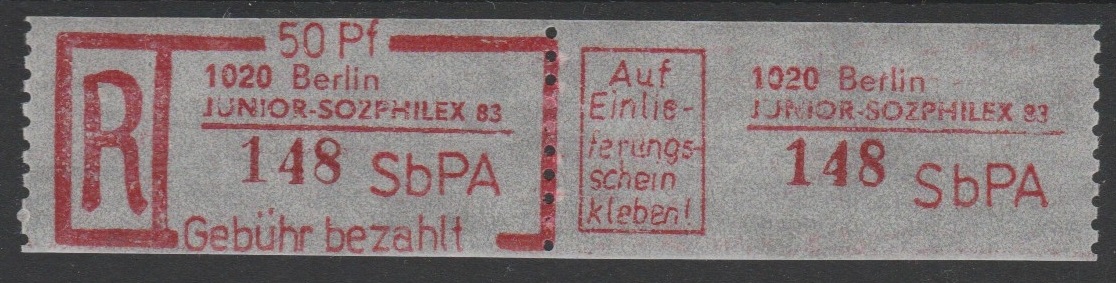 50 Pf
R
1020 Berlin
JUNIOR-SOZPHILEX 83
148 SbPA
Gebühr bezahlt
Auf
Einlie-
ferungs-
schein
kleben!
1020 Berlin
JUNIOR-SOZPHILEX 83
148 SbPA